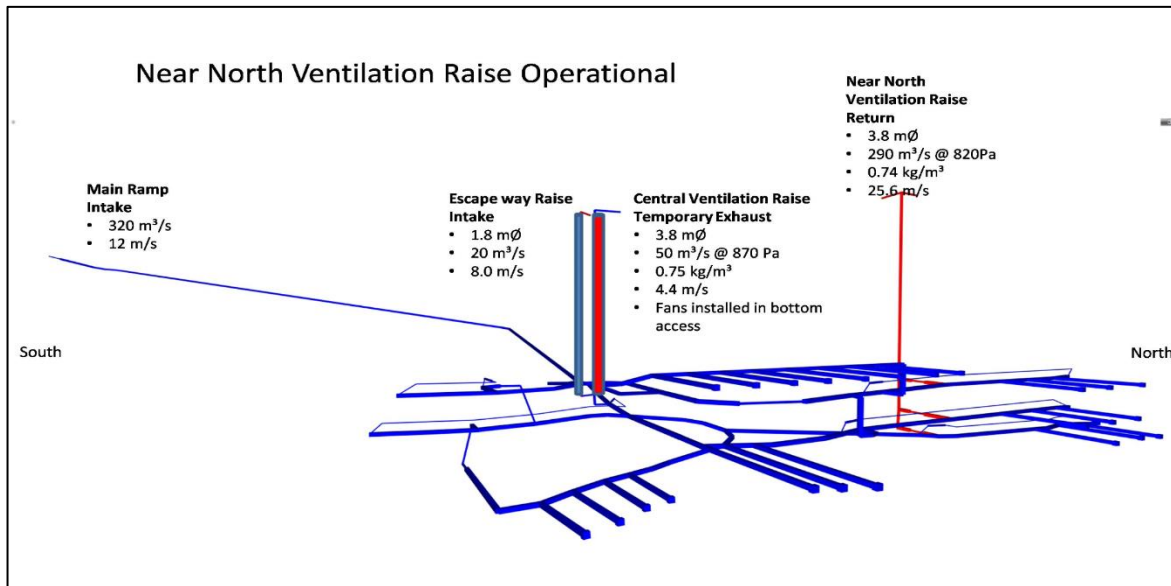 Near North Ventilation Raise Operational
Near North
Ventilation Raise
Return
• 3.8 mØ
• 290 m³/s @ 820Pa
• 0.74 kg/m³
• 25.6 m/s
Main Ramp
Intake
• 320 m³/s
• 12 m/s
Escape way Raise
Intake
• 1.8 mØ
• 20 m³/s
• 8.0 m/s
Central Ventilation Raise
Temporary Exhaust
• 3.8 mØ
• 50 m³/s @ 870 Pa
• 0.75 kg/m³
• 4.4 m/s
• Fans installed in bottom
access
South
North